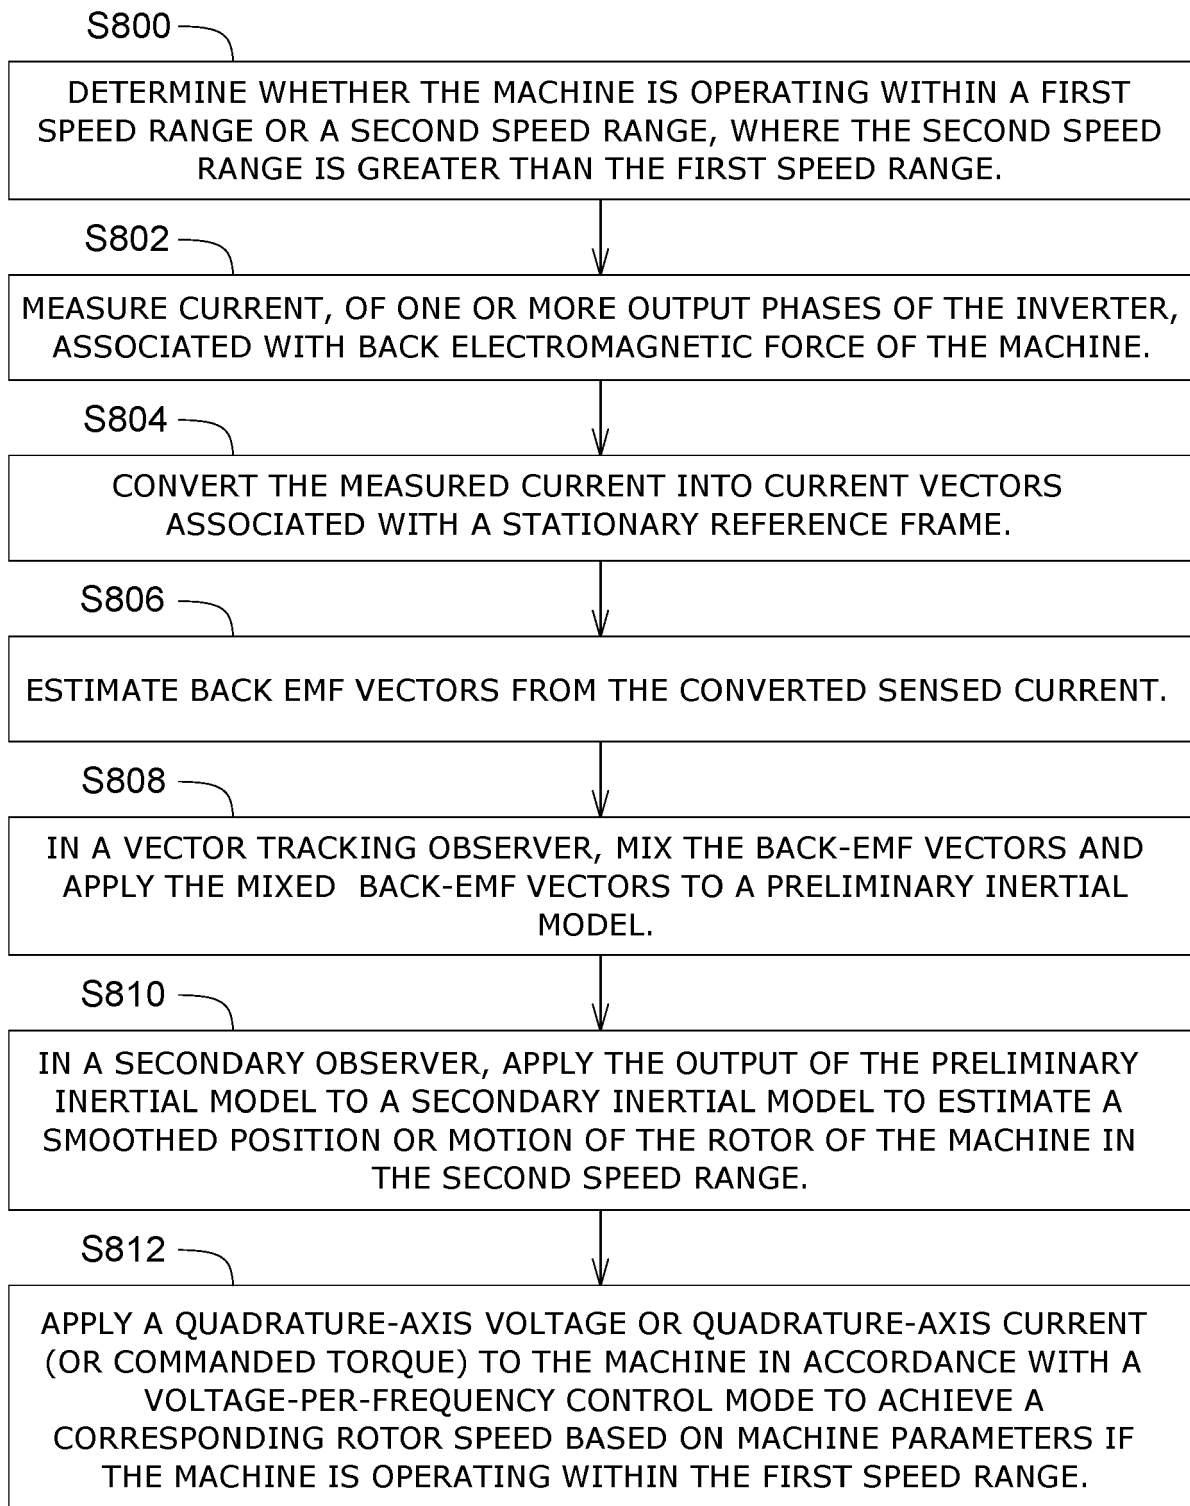 S800
DETERMINE WHETHER THE MACHINE IS OPERATING WITHIN A FIRST
SPEED RANGE OR A SECOND SPEED RANGE, WHERE THE SECOND SPEED
RANGE IS GREATER THAN THE FIRST SPEED RANGE.
S802
MEASURE CURRENT, OF ONE OR MORE OUTPUT PHASES OF THE INVERTER,
ASSOCIATED WITH BACK ELECTROMAGNETIC FORCE OF THE MACHINE.
S804
CONVERT THE MEASURED CURRENT INTO CURRENT VECTORS
ASSOCIATED WITH A STATIONARY REFERENCE FRAME.
S806
ESTIMATE BACK EMF VECTORS FROM THE CONVERTED SENSED CURRENT.
S808
IN A VECTOR TRACKING OBSERVER, MIX THE BACK-EMF VECTORS AND
APPLY THE MIXED BACK-EMF VECTORS TO A PRELIMINARY INERTIAL
MODEL.
S810
IN A SECONDARY OBSERVER, APPLY THE OUTPUT OF THE PRELIMINARY
INERTIAL MODEL TO A SECONDARY INERTIAL MODEL TO ESTIMATE A
SMOOTHED POSITION OR MOTION OF THE ROTOR OF THE MACHINE IN
THE SECOND SPEED RANGE.
S812
APPLY A QUADRATURE-AXIS VOLTAGE OR QUADRATURE-AXIS CURRENT
(OR COMMANDED TORQUE) TO THE MACHINE IN ACCORDANCE WITH A
VOLTAGE-PER-FREQUENCY CONTROL MODE TO ACHIEVE A
CORRESPONDING ROTOR SPEED BASED ON MACHINE PARAMETERS IF
THE MACHINE IS OPERATING WITHIN THE FIRST SPEED RANGE.